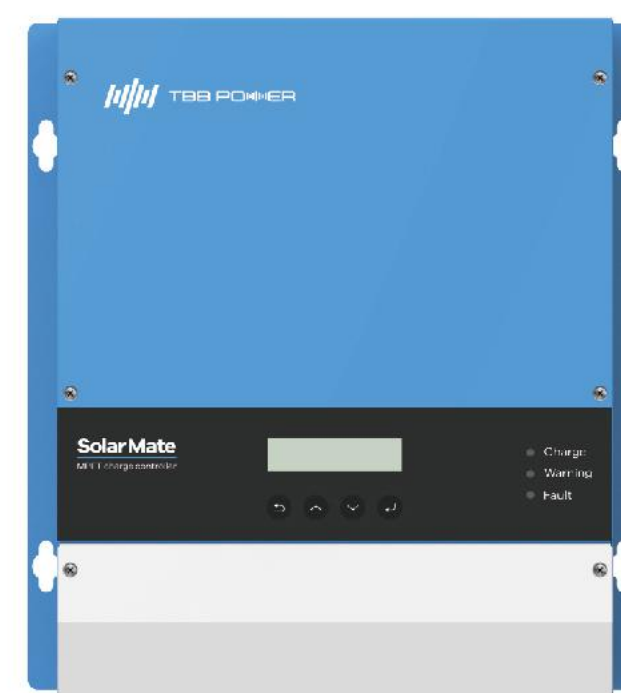 TBB POWER
SolarMate
MPPT charge controller
Charge
Warning
Fault